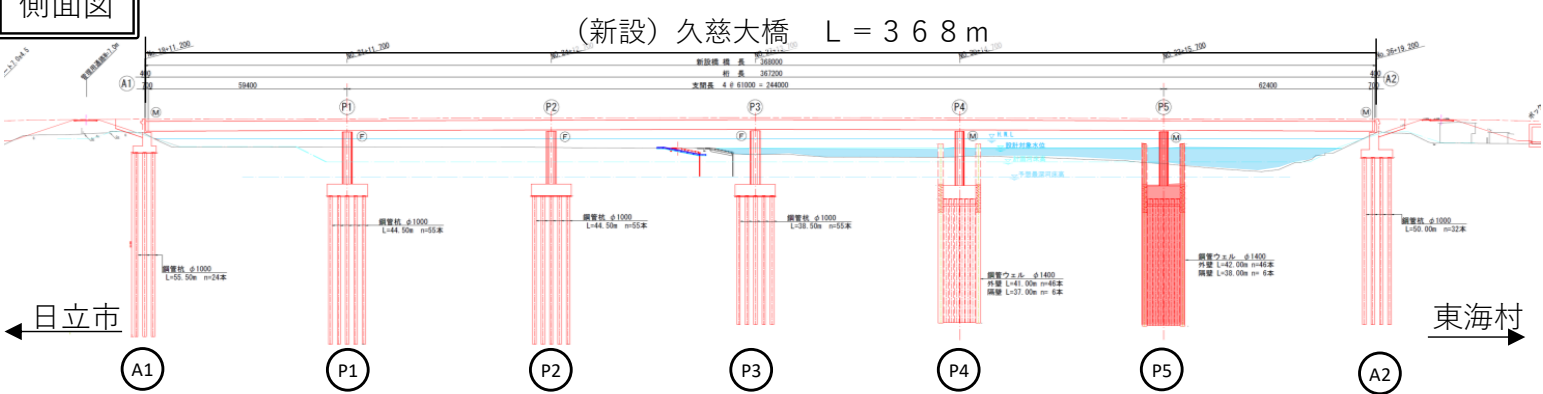 側面図
(新設) 久慈大橋 L=368m
No.19+11.200
新設橋 橋 長 368000
桁 長 367200
支間長 4@61000=244000
400
700
59400
62400
A1
P1
P2
P3
P4
P5
A2
M
F
F
F
M
M
M
鋼管杭 φ1000
L=55.50m n=24本
鋼管杭 φ1000
L=44.50m n=55本
鋼管杭 φ1000
L=44.50m n=55本
鋼管杭 φ1000
L=38.50m n=55本
鋼管ウェル φ1400
外壁 L=41.00m n=46本
隔壁 L=37.00m n= 6本
鋼管ウェル φ1400
外壁 L=42.00m n=46本
隔壁 L=38.00m n= 6本
鋼管杭 φ1000
L=50.00m n=32本
日立市
東海村
A1
P1
P2
P3
P4
P5
A2